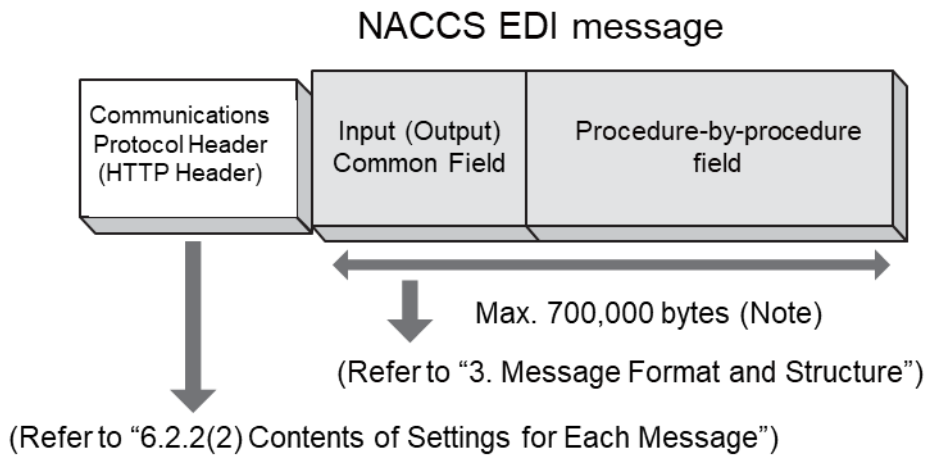 NACCS EDI message
Communications
Protocol Header
(HTTP Header)
Input (Output)
Common Field
Procedure-by-procedure
field
Max. 700,000 bytes (Note)
(Refer to “3. Message Format and Structure”)
(Refer to “6.2.2(2) Contents of Settings for Each Message”)